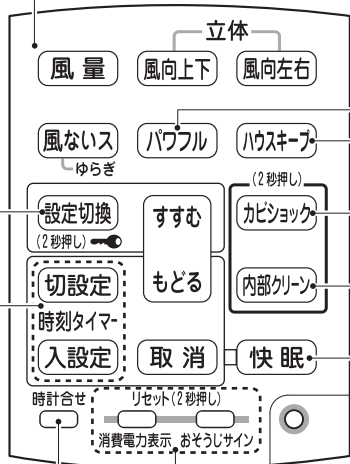 立体
風量 風向上下 風向左右
風ないス パワフル ハウスキープ
ゆらぎ
(2秒押し)
設定切換 すすむ カビショック
(2秒押し)
切設定 もどる 内部クリーン
時刻タイマー
入設定 取消 快眠
時計合せ リセット(2秒押し)
消費電力表示 おそうじサイン